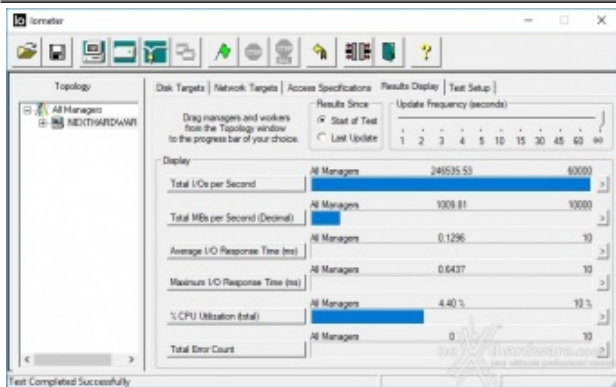 Iometer
Topology
All Managers
NEXTHARDWAR
Disk Targets | Network Targets | Access Specifications | Results Display | Test Setup
Drag managers and workers
from the Topology window
to the progress bar of your choice.
Results Since
Start of Test
Last Update
Update Frequency (seconds)
1 2 3 4 5 10 15 30 45 60 oo
Display
All Managers 246535.53 60000
Total I/Os per Second
All Managers 1009.81 10000
Total MBs per Second (Decimal)
All Managers 0.1296 10
Average I/O Response Time (ms)
All Managers 0.6437 10
Maximum I/O Response Time (ms)
All Managers 4.40 % 10 %
% CPU Utilization (total)
All Managers 0 10
Total Error Count
Test Completed Successfully